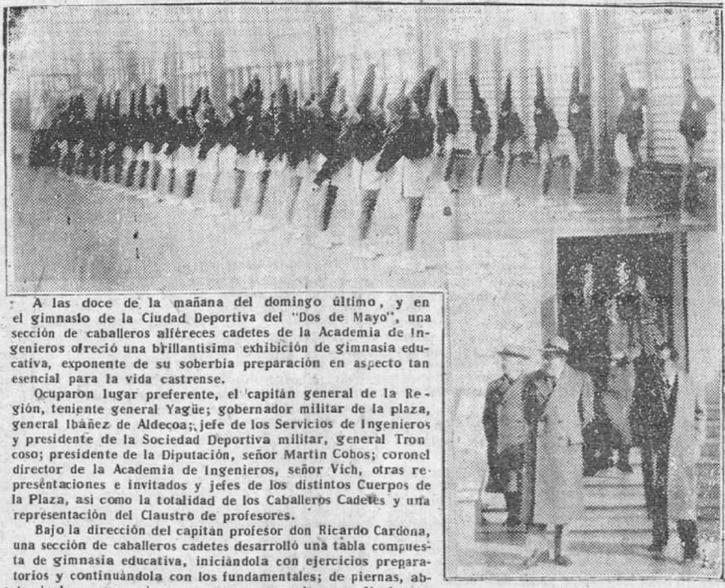 A las doce de la mañana del domingo último, y en
el gimnasio de la Ciudad Deportiva del "Dos de Mayo", una
sección de caballeros alféreces cadetes de la Academia de In-
genieros ofreció una brillantísima exhibición de gimnasia edu-
cativa, exponente de su soberbia preparación en aspecto tan
esencial para la vida castrense.
Ocuparon lugar preferente, el capitán general de la Re-
gión, teniente general Yagüe; gobernador militar de la plaza,
general Ibáñez de Aldecoa; jefe de los Servicios de Ingenieros
y presidente de la Sociedad Deportiva militar, general Tron
coso; presidente de la Diputación, señor Martin Cobos; coronel
director de la Academia de Ingenieros, señor Vich, otras re-
presentaciones e invitados y jefes de los distintos Cuerpos de
la Plaza, asi como la totalidad de los Caballeros Cadetes y una
representación del Claustro de profesores.
Bajo la dirección del capitán profesor don Ricardo Cardona,
una sección de caballeros cadetes desarrolló una tabla compues-
ta de gimnasia educativa, iniciándola con ejercicios prepara-
torios y continuándola con los fundamentales; de piernas, ab-